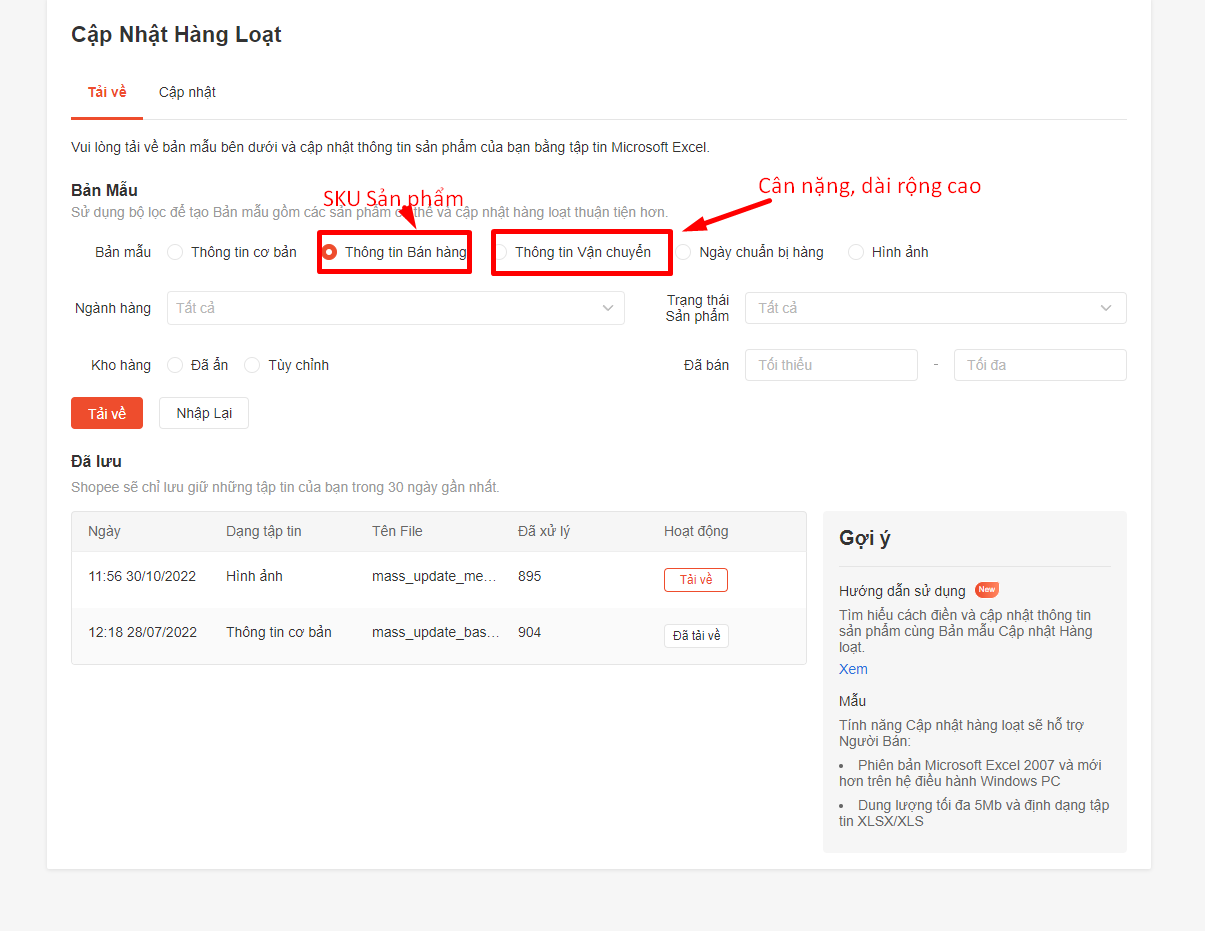 Cập Nhật Hàng Loạt
Tải về Cập nhật
Vui lòng tải về bản mẫu bên dưới và cập nhật thông tin sản phẩm của bạn bằng tập tin Microsoft Excel.
Bản Mẫu
SKU Sản phẩm
Cân nặng, dài rộng cao
Sử dụng bộ lọc để tạo Bản mẫu gồm các sản phẩm cụ thể và cập nhật hàng loạt thuận tiện hơn.
Bản mẫu Thông tin cơ bản Thông tin Bán hàng Thông tin Vận chuyển Ngày chuẩn bị hàng Hình ảnh
Ngành hàng Tất cả
Trạng thái
Sản phẩm Tất cả
Kho hàng Đã ẩn Tùy chỉnh Đã bán Tối thiểu - Tối đa
Tải về Nhập Lại
Đã lưu
Shopee sẽ chỉ lưu giữ những tập tin của bạn trong 30 ngày gần nhất.
Ngày Dạng tập tin Tên File Đã xử lý Hoạt động
11:56 30/10/2022 Hình ảnh mass_update_me... 895 Tải về
12:18 28/07/2022 Thông tin cơ bản mass_update_bas... 904 Đã tải về
Gợi ý
Hướng dẫn sử dụng New
Tìm hiểu cách điền và cập nhật thông tin
sản phẩm cùng Bản mẫu Cập nhật Hàng
loạt.
Xem
Mẫu
Tính năng Cập nhật hàng loạt sẽ hỗ trợ
Người Bán:
• Phiên bản Microsoft Excel 2007 và mới
hơn trên hệ điều hành Windows PC
• Dung lượng tối đa 5Mb và định dạng tập
tin XLSX/XLS